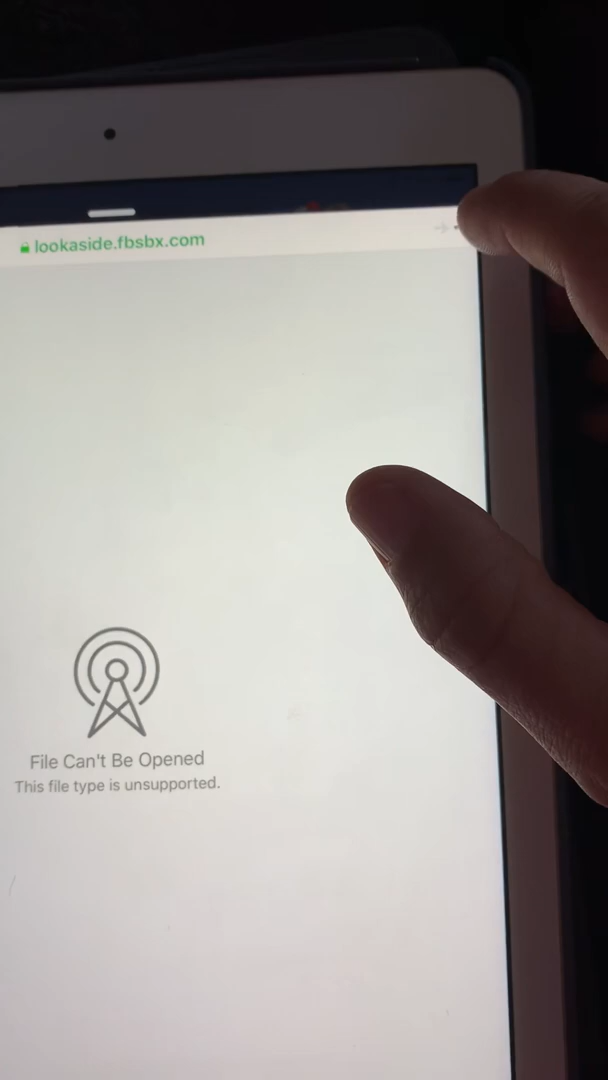 lookaside.fbsbx.com
File Can't Be Opened
This file type is unsupported.